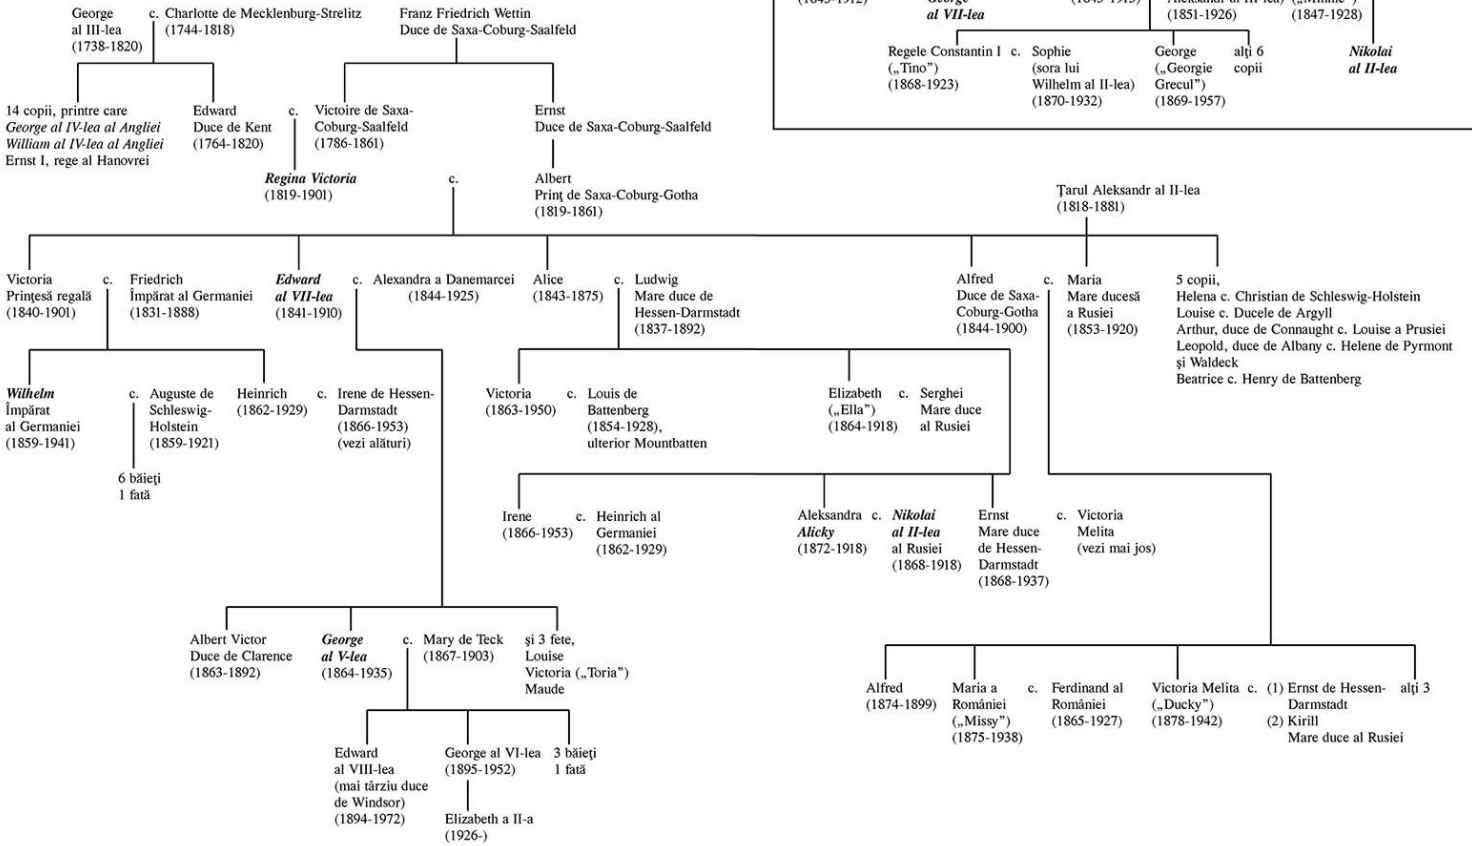 George
al III-lea
(1738-1820)
c.
Charlotte de Mecklenburg-Strelitz
(1744-1818)
Franz Friedrich Wettin
Duce de Saxa-Coburg-Saalfeld
al VII-lea
(1851-1926)
(1847-1928)
Regele Constantin I
(„Tino”)
(1868-1923)
c.
Sophie
(sora lui
Wilhelm al II-lea)
(1870-1932)
George
(„Georgie
Grecul”)
(1869-1957)
alți 6
copii
Nikolai
al II-lea
14 copii, printre care
George al IV-lea al Angliei
William al IV-lea al Angliei
Ernst I, rege al Hanovrei
Edward
Duce de Kent
(1764-1820)
c.
Victoire de Saxa-
Coburg-Saalfeld
(1786-1861)
Ernst
Duce de Saxa-Coburg-Saalfeld
Regina Victoria
(1819-1901)
c.
Albert
Prinț de Saxa-Coburg-Gotha
(1819-1861)
Țarul Aleksandr al II-lea
(1818-1881)
Victoria
Prințesă regală
(1840-1901)
c.
Friedrich
Împărat al Germaniei
(1831-1888)
Edward
al VII-lea
(1841-1910)
c.
Alexandra a Danemarcei
(1844-1925)
Alice
(1843-1875)
c.
Ludwig
Mare duce de
Hessen-Darmstadt
(1837-1892)
Alfred
Duce de Saxa-
Coburg-Gotha
(1844-1900)
c.
Maria
Mare ducesă
a Rusiei
(1853-1920)
5 copii,
Helena c. Christian de Schleswig-Holstein
Louise c. Ducele de Argyll
Arthur, duce de Connaught c. Louise a Prusiei
Leopold, duce de Albany c. Helene de Pyrmont
și Waldeck
Beatrice c. Henry de Battenberg
Wilhelm
Împărat
al Germaniei
(1859-1941)
c.
Auguste de
Schleswig-
Holstein
(1859-1921)
Heinrich
(1862-1929)
c.
Irene de Hessen-
Darmstadt
(1866-1953)
(vezi alături)
Victoria
(1863-1950)
c.
Louis de
Battenberg
(1854-1928),
ulterior Mountbatten
Elizabeth
(„Ella”)
(1864-1918)
c.
Serghei
Mare duce
al Rusiei
6 băieți
1 fată
Irene
(1866-1953)
c.
Heinrich al
Germaniei
(1862-1929)
Aleksandra
Alicky
(1872-1918)
c.
Nikolai
al II-lea
al Rusiei
(1868-1918)
Ernst
Mare duce
de Hessen-
Darmstadt
(1868-1937)
c.
Victoria
Melita
(vezi mai jos)
Albert Victor
Duce de Clarence
(1863-1892)
George
al V-lea
(1864-1935)
c.
Mary de Teck
(1867-1903)
și 3 fete,
Louise
Victoria („Toria”)
Maude
Alfred
(1874-1899)
Maria a
României
(„Missy”)
(1875-1938)
c.
Ferdinand al
României
(1865-1927)
Victoria Melita
(„Ducky”)
(1878-1942)
c.
(1) Ernst de Hessen-
Darmstadt
(2) Kirill
Mare duce al Rusiei
alți 3
Edward
al VIII-lea
(mai târziu duce
de Windsor)
(1894-1972)
George al VI-lea
(1895-1952)
3 băieți
1 fată
Elizabeth a II-a
(1926-)